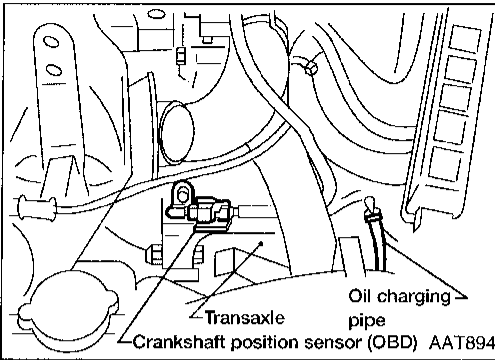 Oil charging
pipe
Transaxle
Crankshaft position sensor (OBD) AAT894